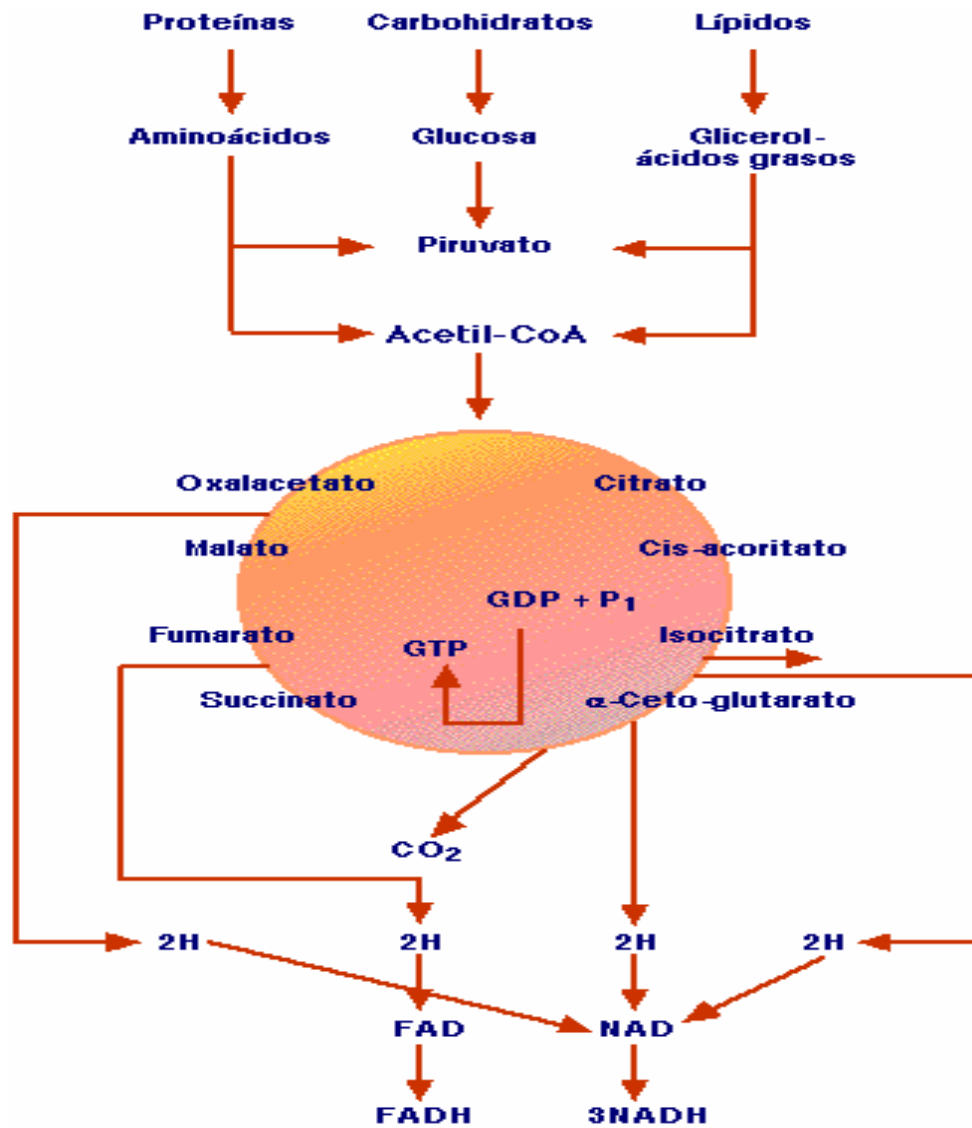 Proteínas Carbohidratos Lípidos
Aminoácidos Glucosa Glicerol-
ácidos grasos
Piruvato
Acetil-CoA
Oxalacetato Citrato
Malato Cis-acoritato
GDP + P₁
Fumarato Isocitrato
GTP
Succinato α-Ceto-glutarato
CO₂
2H 2H 2H 2H
FAD NAD
FADH 3NADH